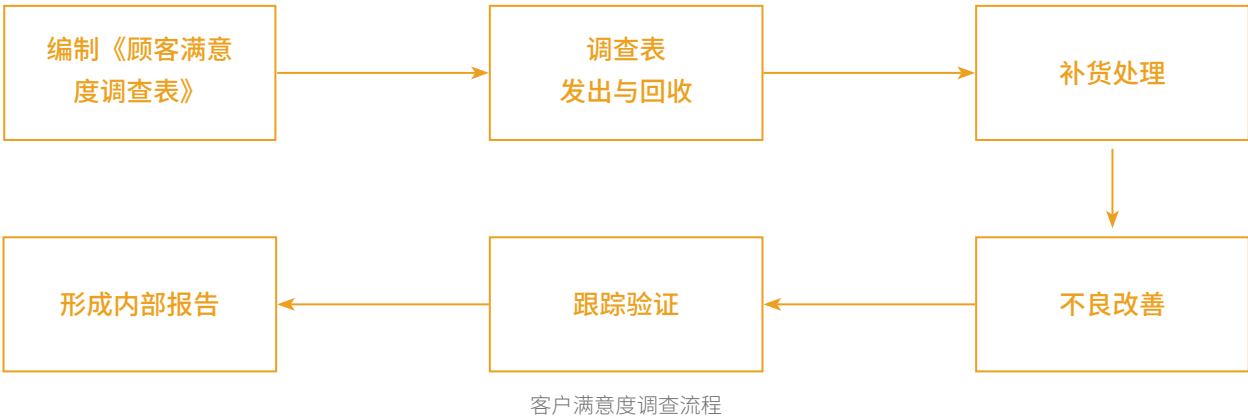 编制《顾客满意
度调查表》
调查表
发出与回收
补货处理
不良改善
跟踪验证
形成内部报告
客户满意度调查流程